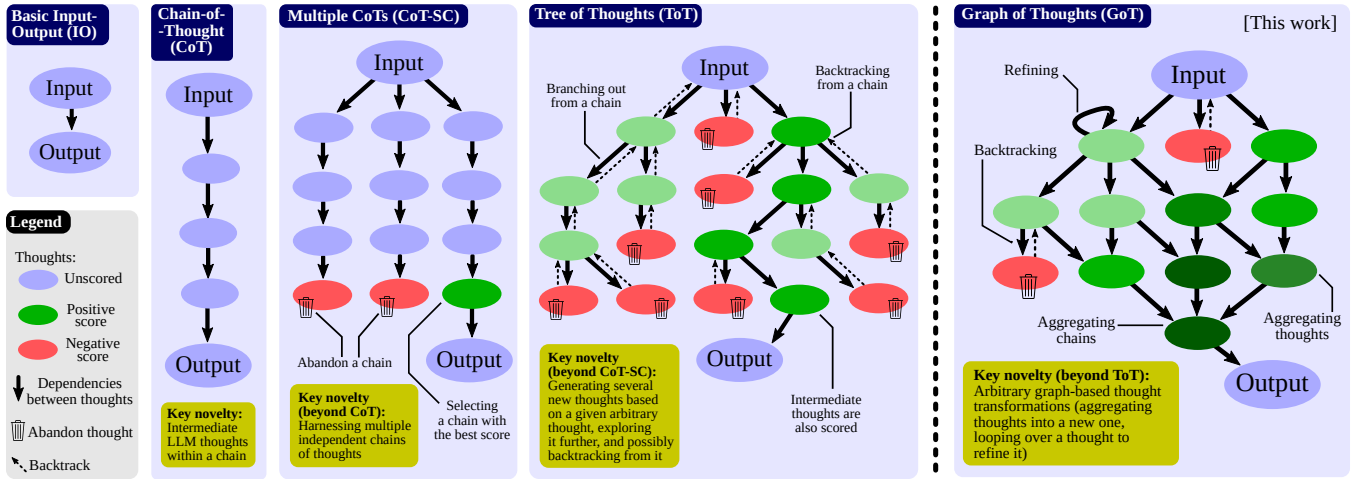 Basic Input-
Output (IO)
Input
Output
Legend
Thoughts:
Unscored
Positive
score
Negative
score
Dependencies
between thoughts
Abandon thought
Backtrack
Chain-of-
-Thought
(CoT)
Input
Output
Key novelty:
Intermediate
LLM thoughts
within a chain
Multiple CoTs (CoT-SC)
Input
Abandon a chain
Output
Key novelty
(beyond CoT):
Harnessing multiple
independent chains
of thoughts
Selecting
a chain with
the best score
Tree of Thoughts (ToT)
Input
Branching out
from a chain
Backtracking
from a chain
Output
Key novelty
(beyond CoT-SC):
Generating several
new thoughts based
on a given arbitrary
thought, exploring
it further, and possibly
backtracking from it
Intermediate
thoughts are
also scored
Graph of Thoughts (GoT)
[This work]
Input
Refining
Backtracking
Aggregating
chains
Aggregating
thoughts
Output
Key novelty (beyond ToT):
Arbitrary graph-based thought
transformations (aggregating
thoughts into a new one,
looping over a thought to
refine it)